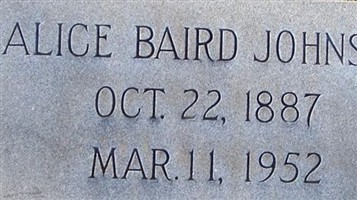 ALICE BAIRD JOHNS
OCT. 22, 1887
MAR. 11, 1952